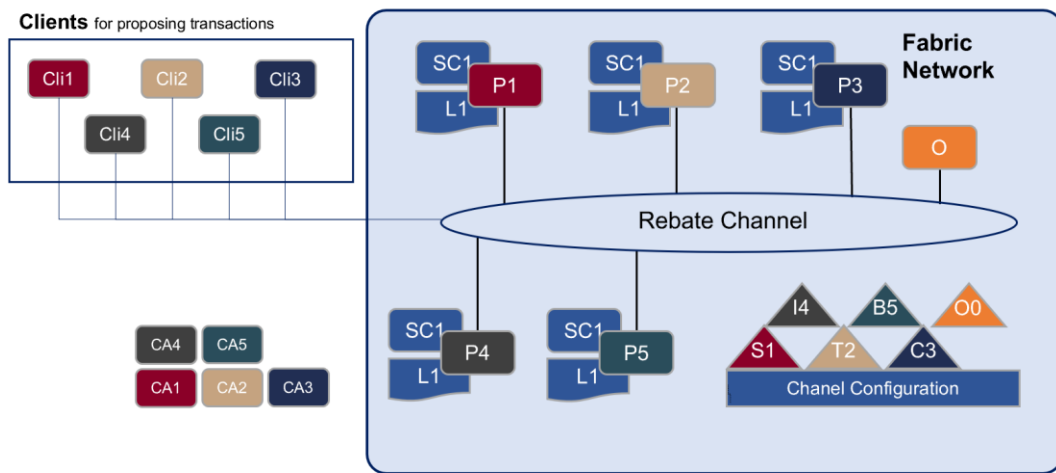 Clients for proposing transactions
Cli1
Cli2
Cli3
Cli4
Cli5
Fabric
Network
SC1
P1
L1
SC1
P2
L1
SC1
P3
L1
O
Rebate Channel
SC1
P4
L1
SC1
P5
L1
CA4
CA5
CA1
CA2
CA3
I4
B5
O0
S1
T2
C3
Chanel Configuration